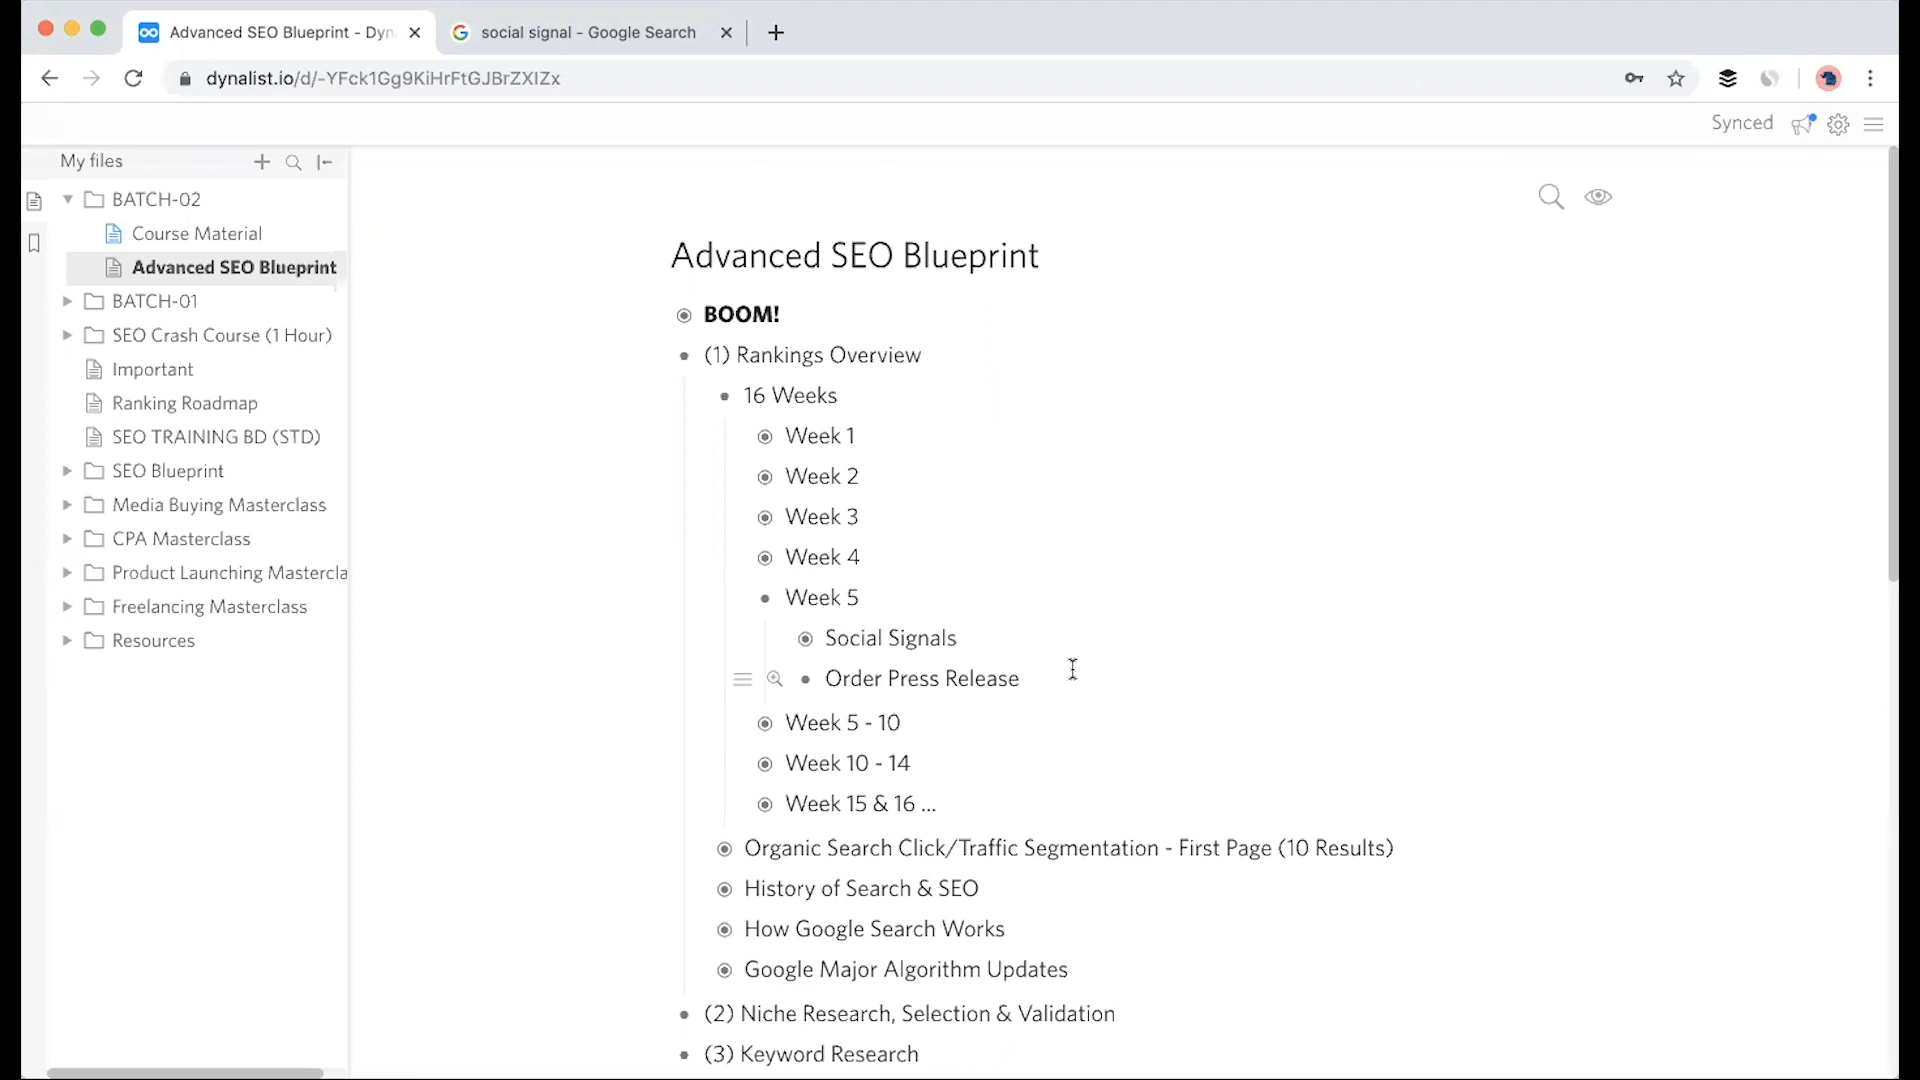 Advanced SEO Blueprint - Dyn
social signal - Google Search
dynalist.io/d/-YFck1Gg9KiHrFtGJBrZXIZx
Synced
My files
BATCH-02
Course Material
Advanced SEO Blueprint
BATCH-01
SEO Crash Course (1 Hour)
Important
Ranking Roadmap
SEO TRAINING BD (STD)
SEO Blueprint
Media Buying Masterclass
CPA Masterclass
Product Launching Mastercla
Freelancing Masterclass
Resources
Advanced SEO Blueprint
BOOM!
(1) Rankings Overview
16 Weeks
Week 1
Week 2
Week 3
Week 4
Week 5
Social Signals
Order Press Release
Week 5 - 10
Week 10 - 14
Week 15 & 16 ...
Organic Search Click/Traffic Segmentation - First Page (10 Results)
History of Search & SEO
How Google Search Works
Google Major Algorithm Updates
(2) Niche Research, Selection & Validation
(3) Keyword Research